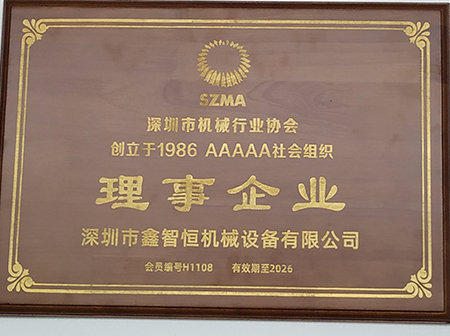 SZMA
深圳市机械行业协会
创立于1986 AAAAA社会组织
理事企业
深圳市鑫智恒机械设备有限公司
会员编号H1108 有效期至2026